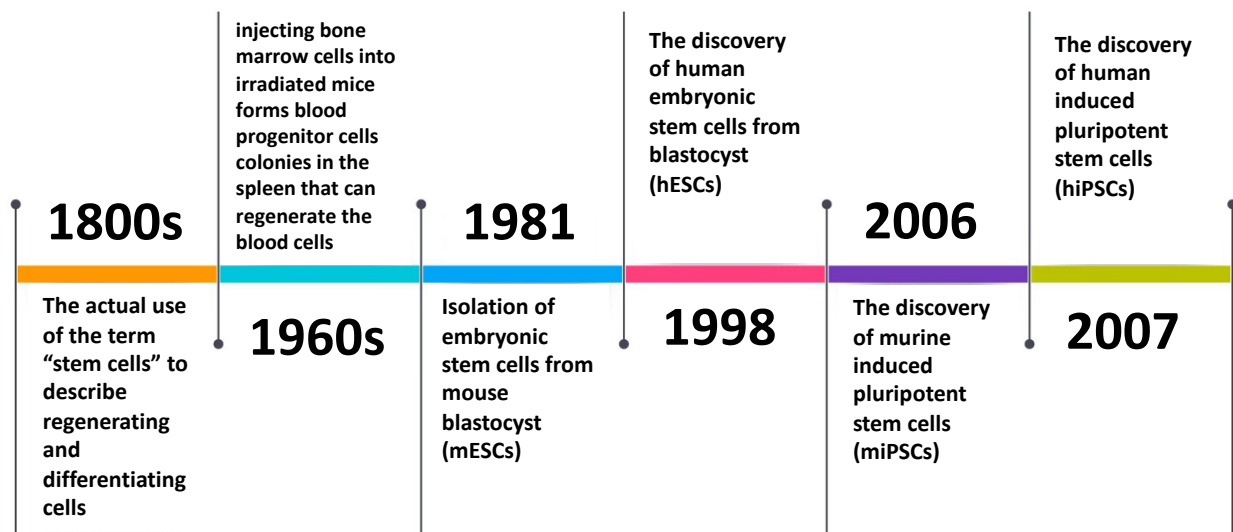 1800s
The actual use
of the term
“stem cells” to
describe
regenerating
and
differentiating
cells
injecting bone
marrow cells into
irradiated mice
forms blood
progenitor cells
colonies in the
spleen that can
regenerate the
blood cells
1960s
1981
Isolation of
embryonic
stem cells from
mouse
blastocyst
(mESCs)
The discovery
of human
embryonic
stem cells from
blastocyst
(hESCs)
1998
2006
The discovery
of murine
induced
pluripotent
stem cells
(miPSCs)
The discovery
of human
induced
pluripotent
stem cells
(hiPSCs)
2007